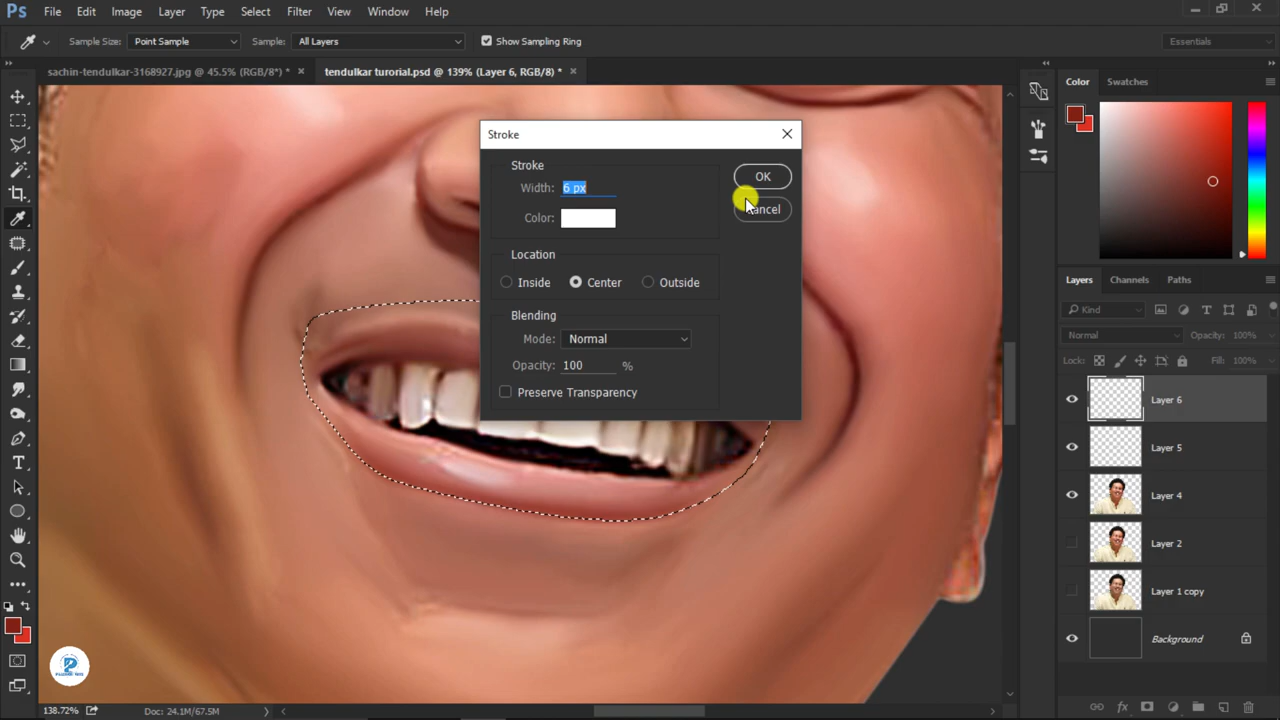 Ps File Edit Image Layer Type Select Filter View Window Help
Sample Size: Point Sample Sample: All Layers Show Sampling Ring Essentials
sachin-tendulkar-3168927.jpg @ 45.5% (RGB/8*) * × tendulkar turorial.psd @ 139% (Layer 6, RGB/8) * ×
Color Swatches
Stroke
Stroke
Width: 6 px
Color:
OK
Cancel
Location
Inside Center Outside
Blending
Mode: Normal
Opacity: 100 %
Preserve Transparency
Layers Channels Paths
Kind
Normal Opacity: 100%
Lock: Fill: 100%
Layer 6
Layer 5
Layer 4
Layer 2
Layer 1 copy
Background
138.72% Doc: 24.1M/67.5M